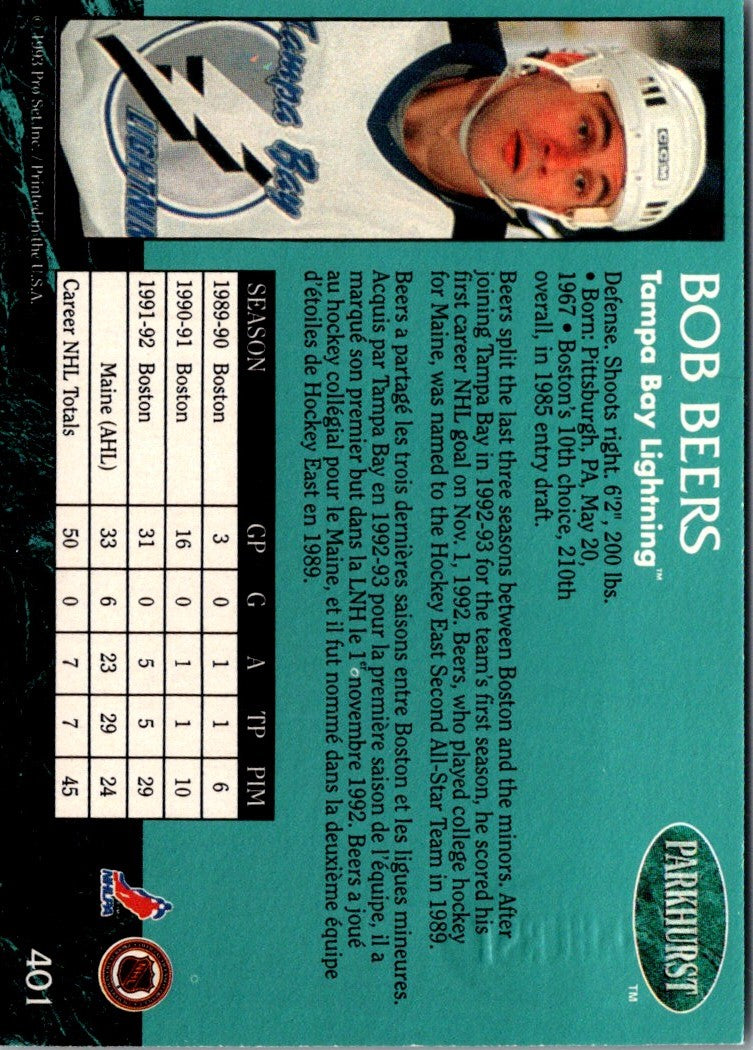 BOB BEERS
Tampa Bay Lightning™
PARKHURST
™
Defense. Shoots right. 6'2", 200 lbs.
• Born: Pittsburgh, PA, May 20,
1967 • Boston's 10th choice, 210th
overall, in 1985 entry draft.
CCM
Tampa Bay
LIGHTNIN
Beers split the last three seasons between Boston and the minors. After
joining Tampa Bay in 1992-93 for the team's first season, he scored his
first career NHL goal on Nov. 1, 1992. Beers, who played college hockey
for Maine, was named to the Hockey East Second All-Star Team in 1989.
Beers a partagé les trois dernières saisons entre Boston et les ligues mineures.
Acquis par Tampa Bay en 1992-93 pour la première saison de l'équipe, il a
marqué son premier but dans la LNH le 1er novembre 1992. Beers a joué
au hockey collégial pour le Maine, et il fut nommé dans la deuxième équipe
d'étoiles de Hockey East en 1989.
SEASON GP G A TP PIM
1989-90 Boston 3 0 1 1 6
1990-91 Boston 16 0 1 1 10
1991-92 Boston 31 0 5 5 29
Maine (AHL) 33 6 23 29 24
Career NHL Totals 50 0 7 7 45
NHLPA
NHL
© 1993 Pro Set.Inc. / Printed in the U.S.A.
401